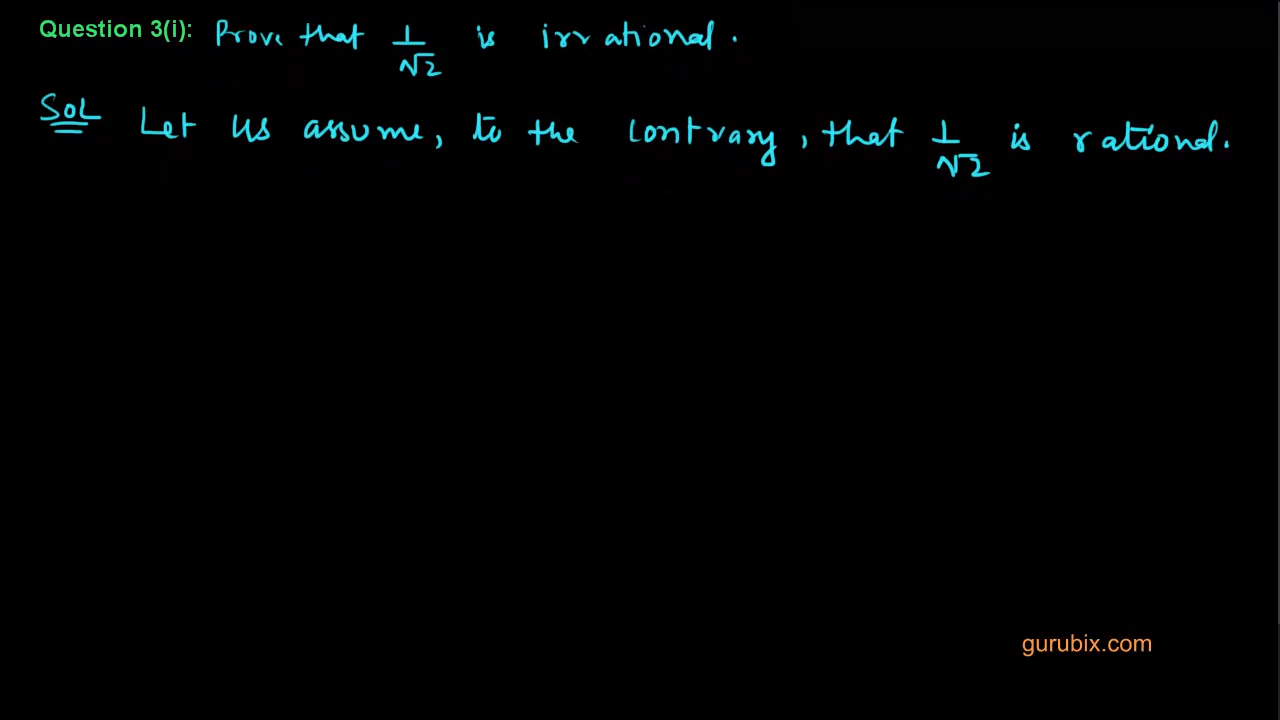 Question 3(i): Prove that 1/√2 is irrational.
Sol Let us assume, to the contrary, that 1/√2 is rational.
gurubix.com